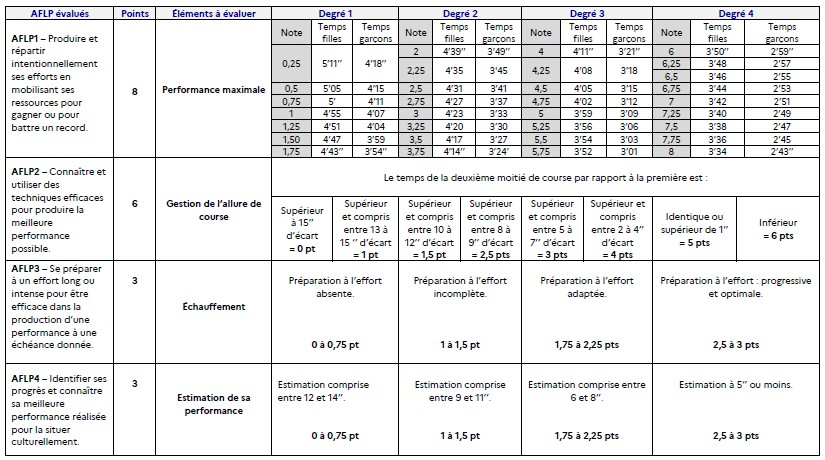 AFLP évalués Points Éléments à évaluer Degré 1 Degré 2 Degré 3 Degré 4
AFLP1 – Produire et
répartir
intentionnellement
ses efforts en
mobilisant ses
ressources pour
gagner ou pour
battre un record.
8
Performance maximale
Note Temps filles Temps garçons Note Temps filles Temps garçons Note Temps filles Temps garçons Note Temps filles Temps garçons
0,25 5'11'' 4'18'' 2 4'39'' 3'49'' 4 4'11'' 3'21'' 6 3'50'' 2'59''
2,25 4'35 3'45 4,25 4'08 3'18 6,25 3'48 2'57
6,5 3'46 2'55
0,5 5'05 4'15 2,5 4'31 3'41 4,5 4'05 3'15 6,75 3'44 2'53
0,75 5' 4'11 2,75 4'27 3'37 4,75 4'02 3'12 7 3'42 2'51
1 4'55 4'07 3 4'23 3'33 5 3'59 3'09 7,25 3'40 2'49
1,25 4'51 4'04 3,25 4'20 3'30 5,25 3'56 3'06 7,5 3'38 2'47
1,50 4'47 3'59 3,5 4'17 3'27 5,5 3'54 3'03 7,75 3'36 2'45
1,75 4'43'' 3'54'' 3,75 4'14'' 3'24' 5,75 3'52 3'01 8 3'34 2'43''
AFLP2 – Connaître et
utiliser des
techniques efficaces
pour produire la
meilleure
performance
possible.
6
Gestion de l'allure de
course
Le temps de la deuxième moitié de course par rapport à la première est :
Supérieur
à 15''
d'écart
= 0 pt
Supérieur
et compris
entre 13 à
15 ''d'écart
= 1 pt
Supérieur
et compris
entre 10 à
12'' d'écart
= 1,5 pt
Supérieur
et compris
entre 8 à
9'' d'écart
= 2,5 pts
Supérieur
et compris
entre 5 à
7'' d'écart
= 3 pts
Supérieur et
compris
entre 2 à 4''
d'écart
= 4 pts
Identique ou
supérieur de 1''
= 5 pts
Inférieur
= 6 pts
AFLP3 – Se préparer
à un effort long ou
intense pour être
efficace dans la
production d'une
performance à une
échéance donnée.
3
Échauffement
Préparation à l'effort
absente.
0 à 0,75 pt
Préparation à l'effort
incomplète.
1 à 1,5 pt
Préparation à l'effort
adaptée.
1,75 à 2,25 pts
Préparation à l'effort : progressive
et optimale.
2,5 à 3 pts
AFLP4 – Identifier ses
progrès et connaître
sa meilleure
performance réalisée
pour la situer
culturellement.
3
Estimation de sa
performance
Estimation comprise
entre 12 et 14''.
0 à 0,75 pt
Estimation comprise
entre 9 et 11''.
1 à 1,5 pt
Estimation comprise entre
6 et 8''.
1,75 à 2,25 pts
Estimation à 5'' ou moins.
2,5 à 3 pts